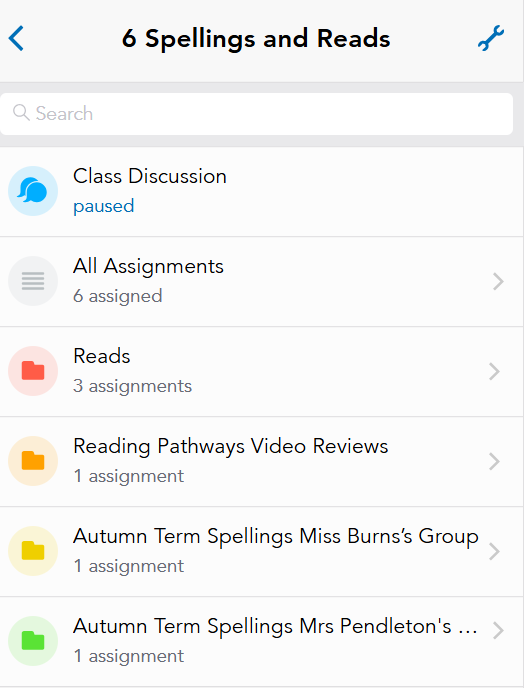 6 Spellings and Reads
Search
Class Discussion
paused
All Assignments
6 assigned
Reads
3 assignments
Reading Pathways Video Reviews
1 assignment
Autumn Term Spellings Miss Burns’s Group
1 assignment
Autumn Term Spellings Mrs Pendleton's ...
1 assignment